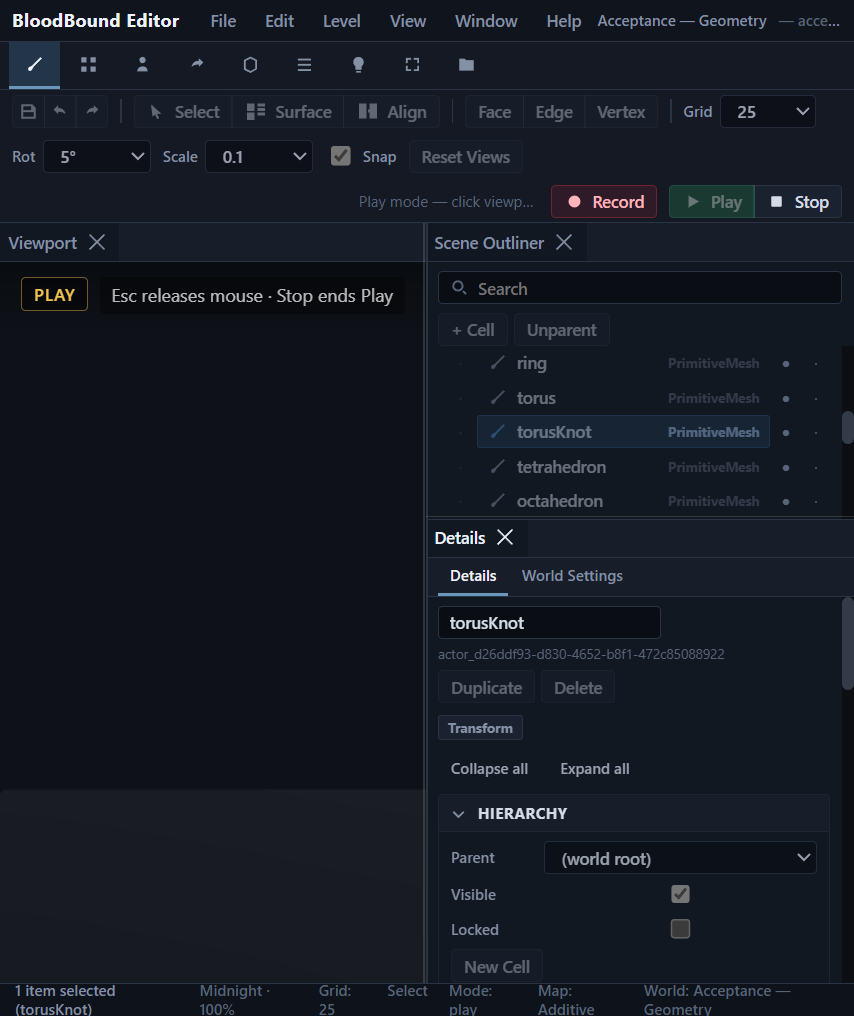 BloodBound Editor File Edit Level View Window Help Acceptance — Geometry — acce...
Select Surface Align Face Edge Vertex Grid 25
Rot 5° Scale 0.1 Snap Reset Views
Play mode — click viewp... Record Play Stop
Viewport
PLAY Esc releases mouse · Stop ends Play
Scene Outliner
Search
+ Cell Unparent
ring PrimitiveMesh
torus PrimitiveMesh
torusKnot PrimitiveMesh
tetrahedron PrimitiveMesh
octahedron PrimitiveMesh
Details
Details World Settings
torusKnot
actor_d26ddf93-d830-4652-b8f1-472c85088922
Duplicate Delete
Transform
Collapse all Expand all
HIERARCHY
Parent (world root)
Visible
Locked
New Cell
1 item selected Midnight · Grid: Select Mode: Map: World: Acceptance —
(torusKnot) 100% 25 play Additive Geometry